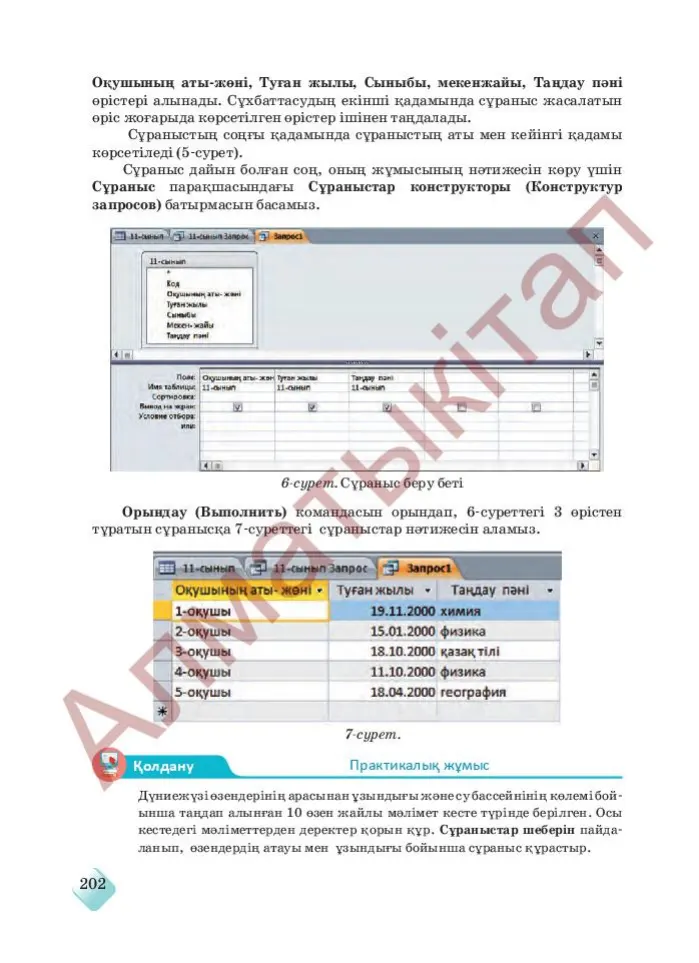 Оқушының аты-жөні, Туған жылы, Сыныбы, мекенжайы, Таңдау пәні
өрістері алынады. Сұхбаттасудың екінші қадамында сұраныс жасалатын
өріс жоғарыда көрсетілген өрістер ішінен таңдалады.
Сұраныстың соңғы қадамында сұраныстың аты мен кейінгі қадамы
көрсетіледі (5-сурет).
Сұраныс дайын болған соң, оның жұмысының нәтижесін көру үшін
Сұраныс парақшасындағы Сұраныстар конструкторы (Конструктур
запросов) батырмасын басамыз.
11-сынып 11-сынып Запрос Запрос1
11-сынып
*
Код
Оқушының аты- жөні
Туған жылы
Сыныбы
Мекен- жайы
Таңдау пәні
Поле: Оқушының аты- жөн Туған жылы Таңдау пәні
Имя таблицы: 11-сынып 11-сынып 11-сынып
Сортировка:
Вывод на экран:
Условие отбора:
или:
6-сурет. Сұраныс беру беті
Орындау (Выполнить) командасын орындап, 6-суреттегі 3 өрістен
тұратын сұранысқа 7-суреттегі сұраныстар нәтижесін аламыз.
11-сынып 11-сынып Запрос Запрос1
Оқушының аты- жөні Туған жылы Таңдау пәні
1-оқушы 19.11.2000 химия
2-оқушы 15.01.2000 физика
3-оқушы 18.10.2000 қазақ тілі
4-оқушы 11.10.2000 физика
5-оқушы 18.04.2000 география
7-сурет.
Қолдану Практикалық жұмыс
Дүниежүзі өзендерінің арасынан ұзындығы және су бассейнінің көлемі бой-
ынша таңдап алынған 10 өзен жайлы мәлімет кесте түрінде берілген. Осы
кестедегі мәліметтерден деректер қорын құр. Сұраныстар шеберін пайда-
ланып, өзендердің атауы мен ұзындығы бойынша сұраныс құрастыр.
202
Алматыкітап